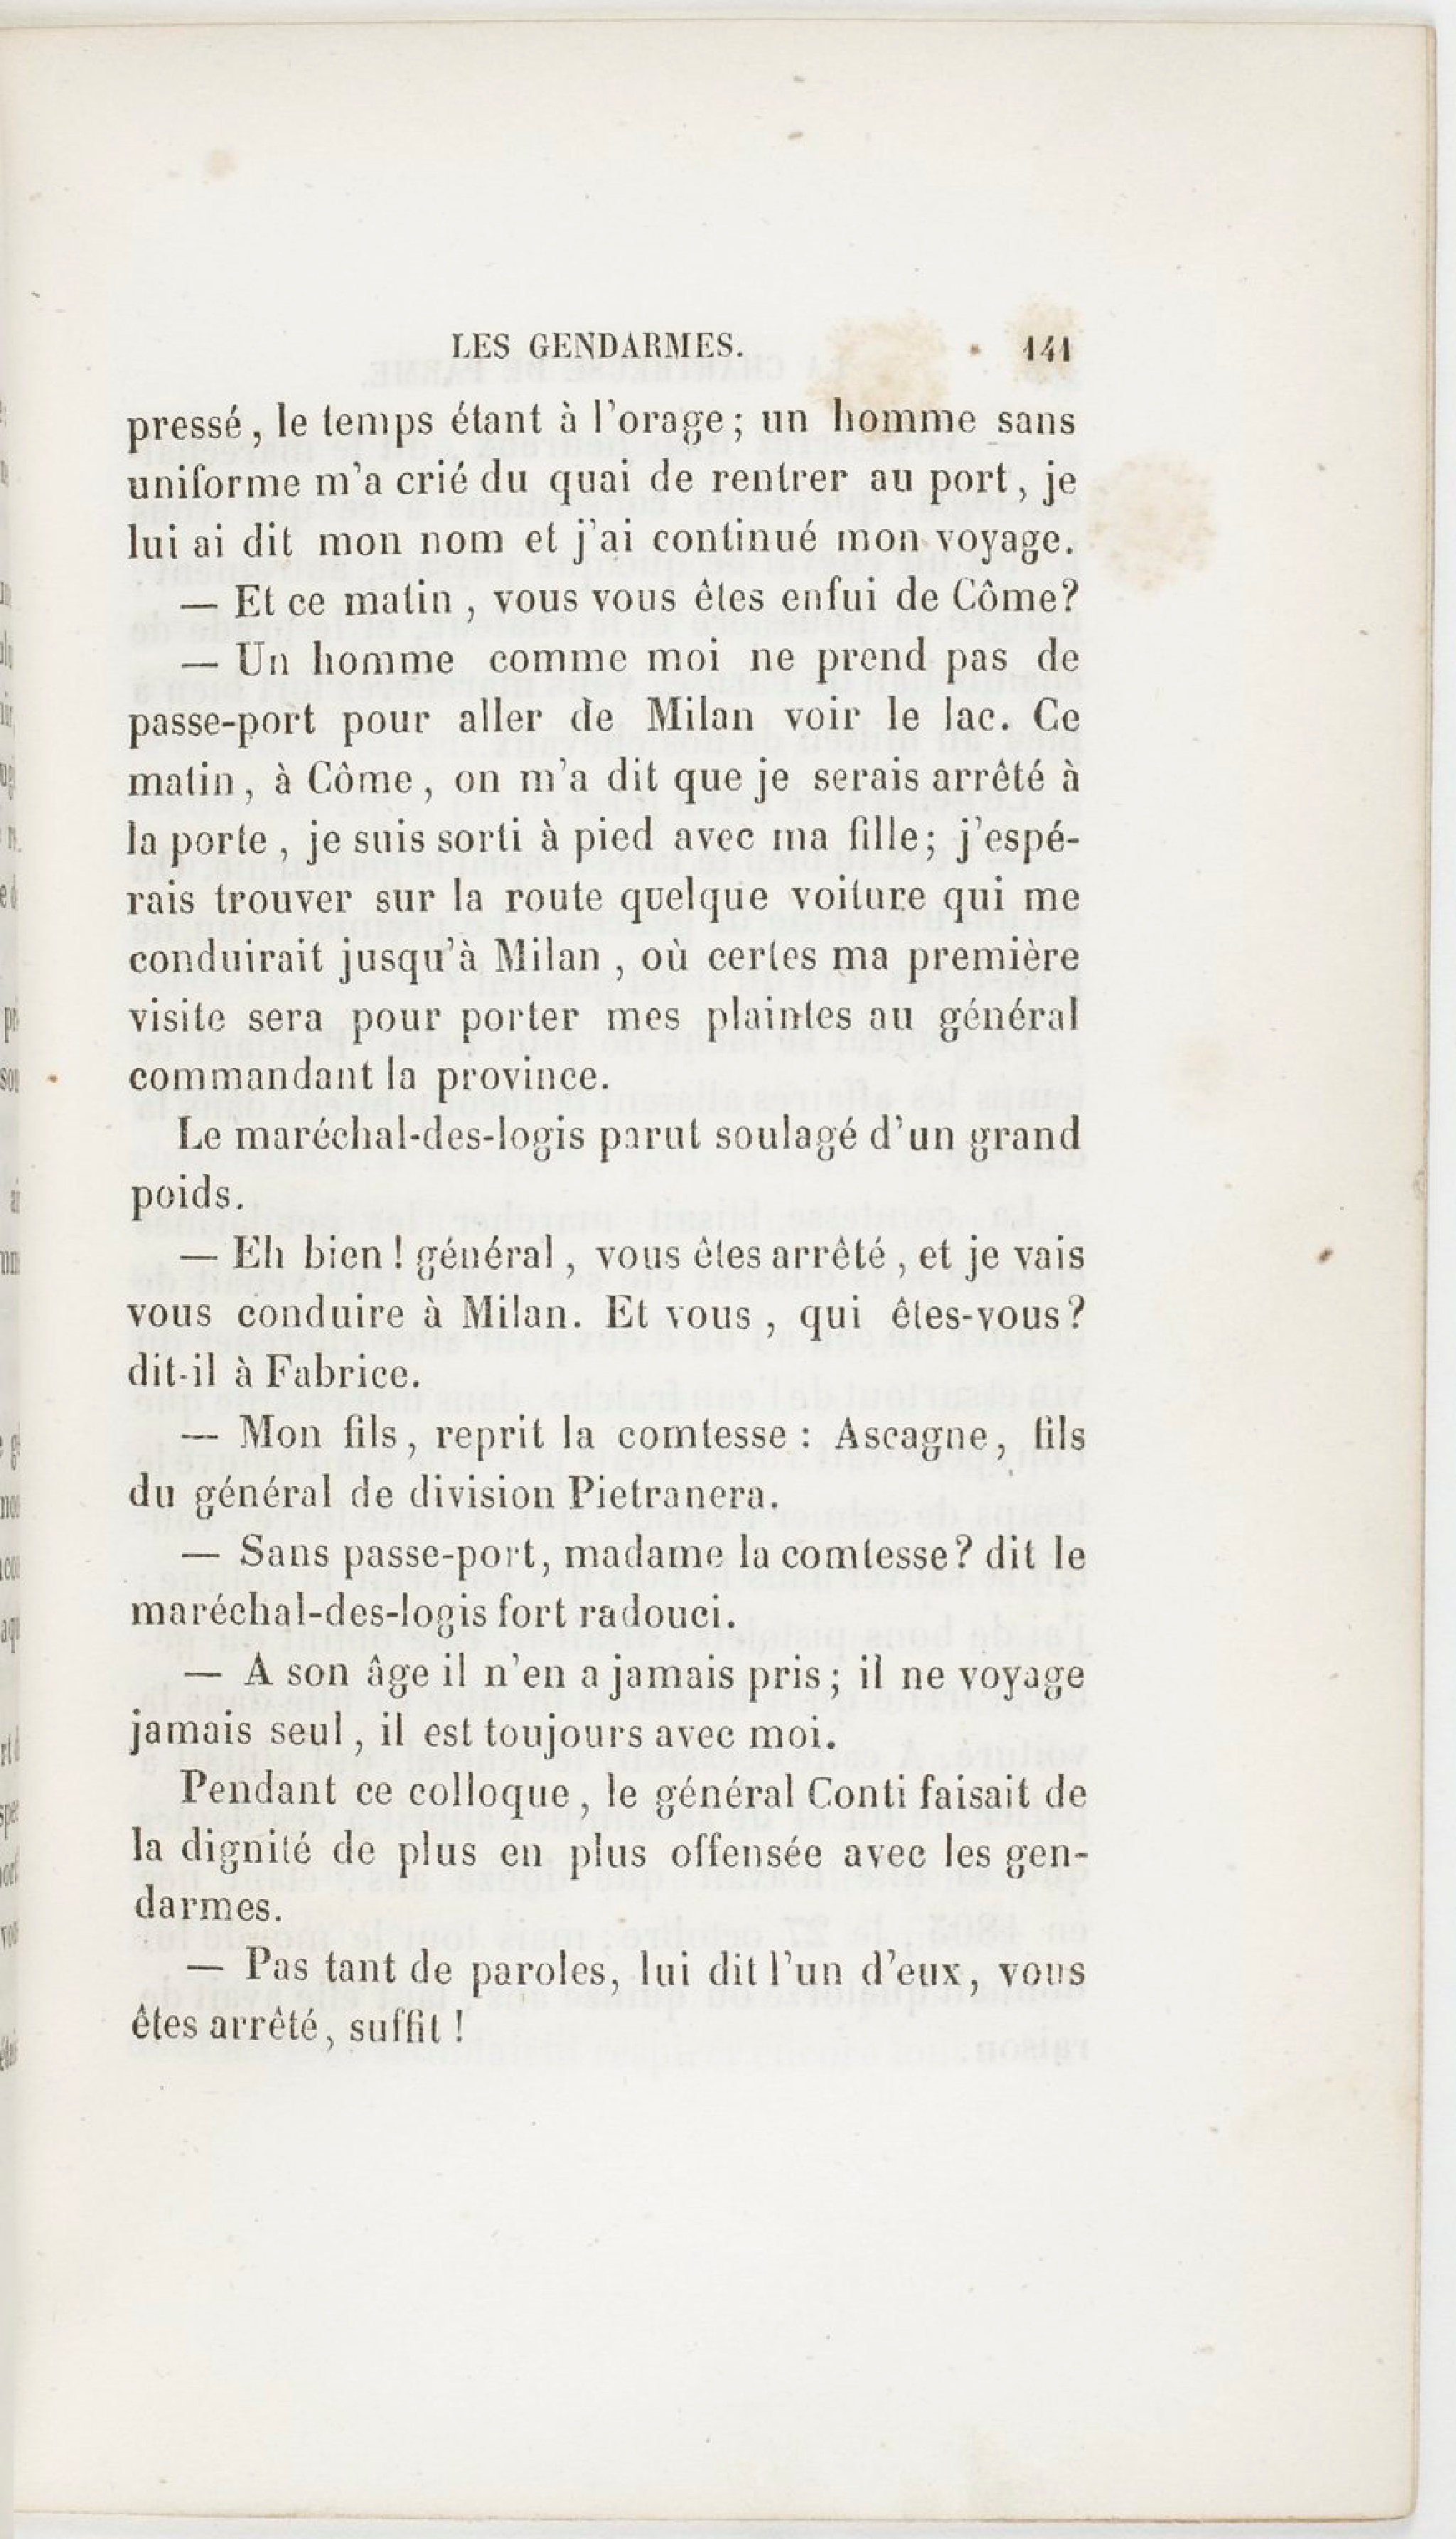 LES GENDARMES. 141
pressé, le temps étant à l'orage; un homme sans
uniforme m'a crié du quai de rentrer au port, je
lui ai dit mon nom et j'ai continué mon voyage.
— Et ce matin, vous vous êtes enfui de Côme?
— Un homme comme moi ne prend pas de
passe-port pour aller de Milan voir le lac. Ce
matin, à Côme, on m'a dit que je serais arrêté à
la porte, je suis sorti à pied avec ma fille; j'espé-
rais trouver sur la route quelque voiture qui me
conduirait jusqu'à Milan, où certes ma première
visite sera pour porter mes plaintes au général
commandant la province.
Le maréchal-des-logis parut soulagé d'un grand
poids.
— Eh bien! général, vous êtes arrêté, et je vais
vous conduire à Milan. Et vous, qui êtes-vous?
dit-il à Fabrice.
— Mon fils, reprit la comtesse: Ascagne, fils
du général de division Pietranera.
— Sans passe-port, madame la comtesse? dit le
maréchal-des-logis fort radouci.
— A son âge il n'en a jamais pris; il ne voyage
jamais seul, il est toujours avec moi.
Pendant ce colloque, le général Conti faisait de
la dignité de plus en plus offensée avec les gen-
darmes.
— Pas tant de paroles, lui dit l'un d'eux, vous
êtes arrêté, suffit!